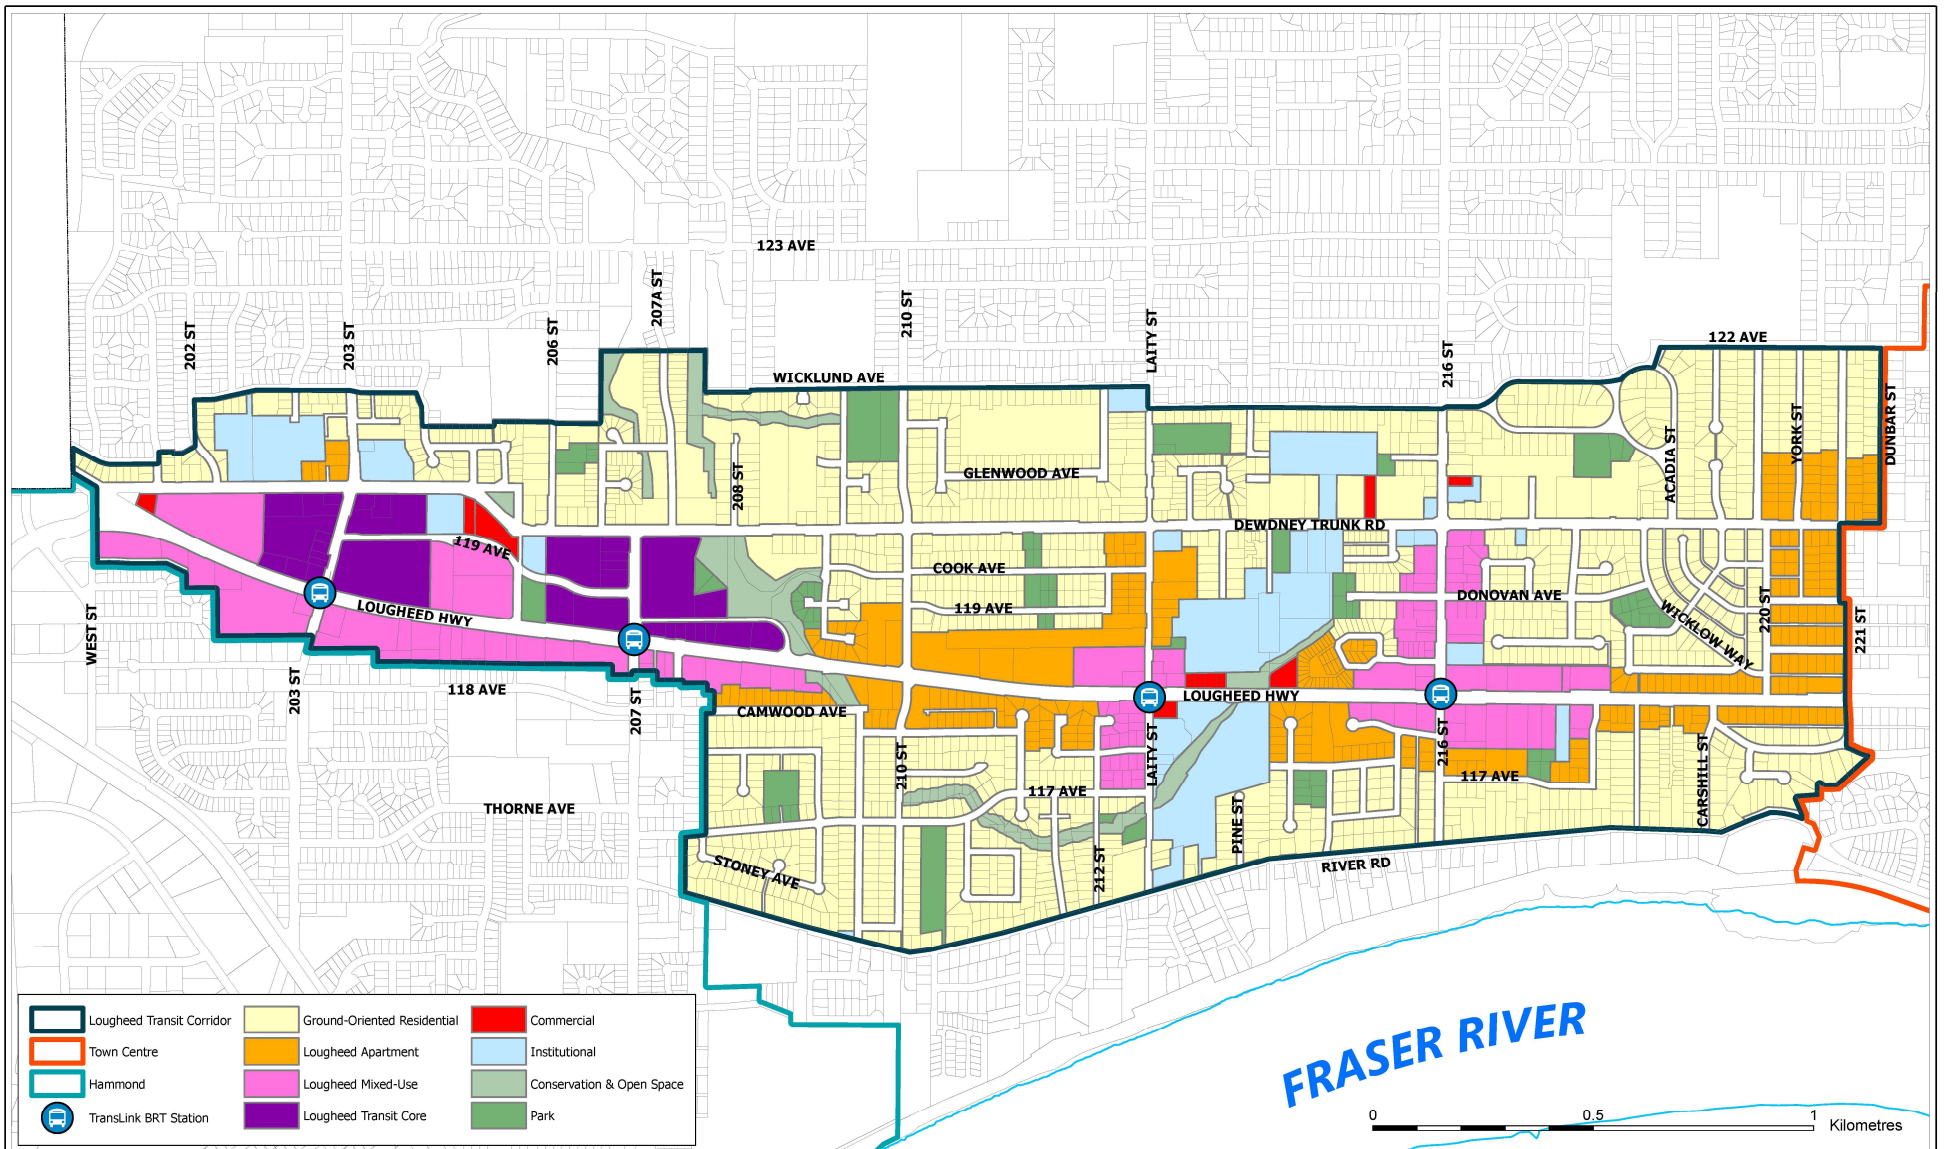 123 AVE
207A ST
210 ST
202 ST
203 ST
206 ST
LAITY ST
216 ST
122 AVE
WICKLUND AVE
DUNBAR ST
YORK ST
ACACIA ST
GLENWOOD AVE
208 ST
DEWDNEY TRUNK RD
119 AVE
COOK AVE
DONOVAN AVE
119 AVE
LOUGHEED HWY
WICKLOW WAY
220 ST
221 ST
WEST ST
203 ST
118 AVE
207 ST
CAMWOOD AVE
LOUGHEED HWY
210 ST
LAITY ST
216 ST
CARSHILL ST
117 AVE
117 AVE
THORNE AVE
PINE ST
STONEY AVE
212 ST
RIVER RD
FRASER RIVER
Lougheed Transit Corridor
Town Centre
Hammond
TransLink BRT Station
Ground-Oriented Residential
Lougheed Apartment
Lougheed Mixed-Use
Lougheed Transit Core
Commercial
Institutional
Conservation & Open Space
Park
0 0.5 1
Kilometres